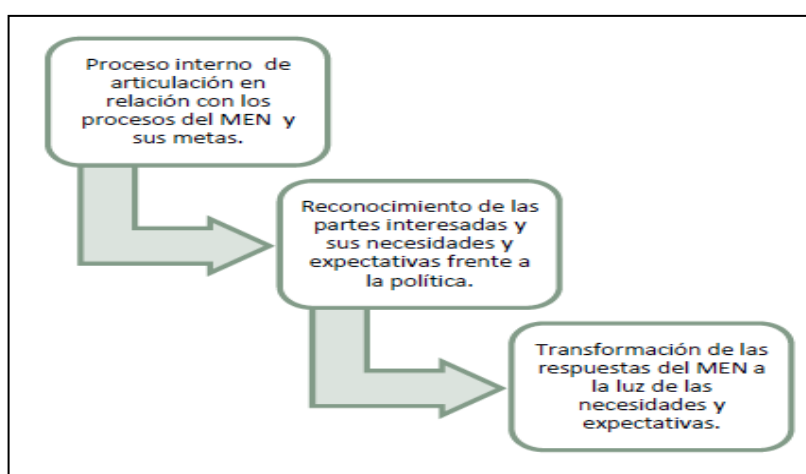 Proceso interno de
articulación en
relación con los
procesos del MEN y
sus metas.
Reconocimiento de las
partes interesadas y
sus necesidades y
expectativas frente a
la política.
Transformación de las
respuestas del MEN a
la luz de las
necesidades y
expectativas.